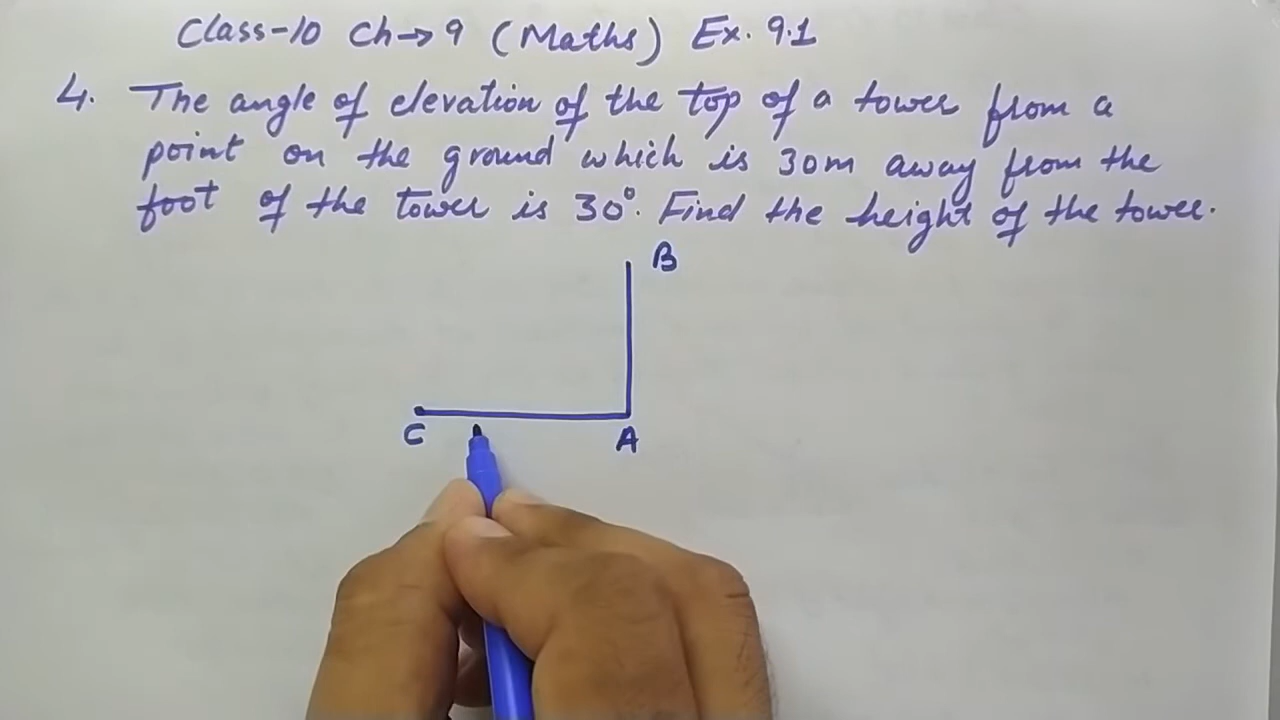 Class-10 Ch→9 (Maths) Ex. 9.1
4. The angle of elevation of the top of a tower from a
point on the ground which is 30m away from the
foot of the tower is 30°. Find the height of the tower.
B
C
A